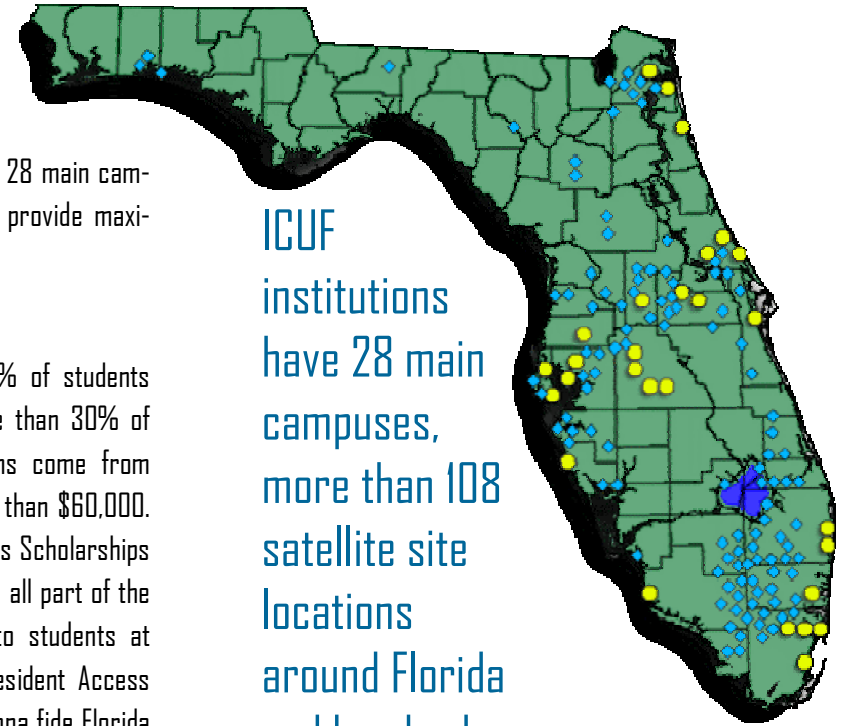 28 main cam-
provide maxi-
% of students
than 30% of
come from
than $60,000.
Scholarships
all part of the
to students at
Access
fide Florida
ICUF
institutions
have 28 main
campuses,
more than 108
satellite site
locations
around Florida